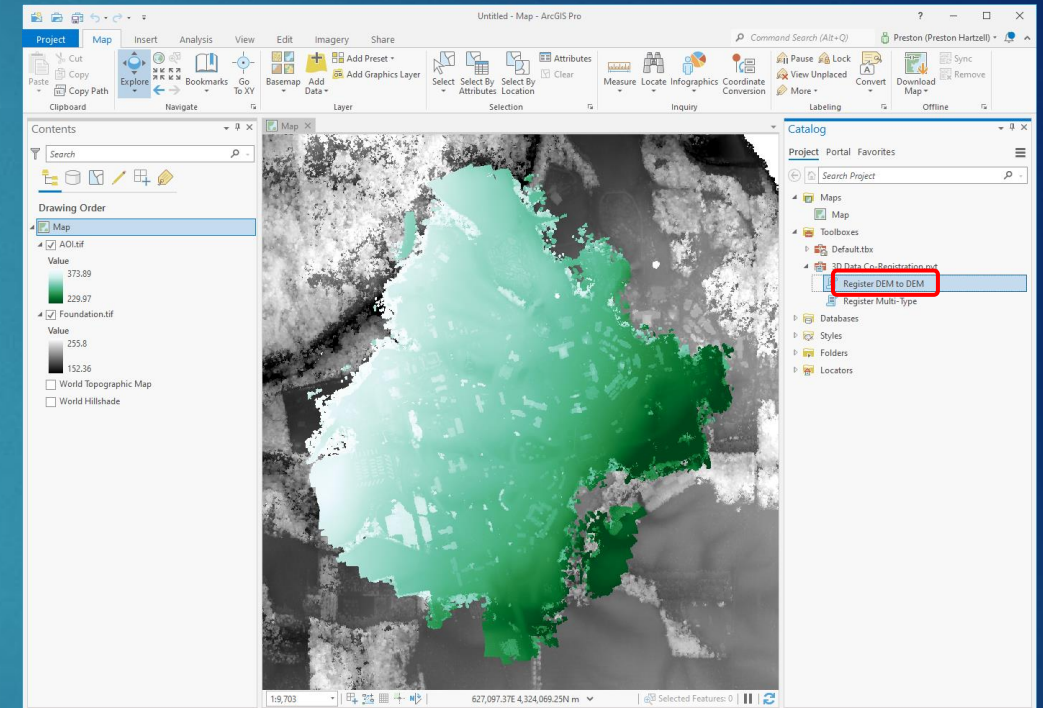 Untitled - Map - ArcGIS Pro
Project Map Insert Analysis View Edit Imagery Share
Command Search (Alt+Q)
Preston (Preston Hartzell)
Paste
Cut
Copy
Copy Path
Clipboard
Explore
Bookmarks
Go To XY
Navigate
Basemap
Add Data
Add Preset
Add Graphics Layer
Layer
Select
Select By Attributes
Select By Location
Attributes
Clear
Selection
Measure
Locate
Infographics
Coordinate Conversion
Inquiry
Pause
Lock
View Unplaced
More
Convert
Labeling
Download Map
Sync
Remove
Offline
Contents
Search
Drawing Order
Map
AOI.tif
Value
373.89
229.97
Foundation.tif
Value
255.8
152.36
World Topographic Map
World Hillshade
Map
1:9,703
627,097.37E 4,324,069.25N m
Selected Features: 0
Catalog
Project Portal Favorites
Search Project
Maps
Map
Toolboxes
Default.tbx
3D Data Co-Registration.pyt
Register DEM to DEM
Register Multi-Type
Databases
Styles
Folders
Locators